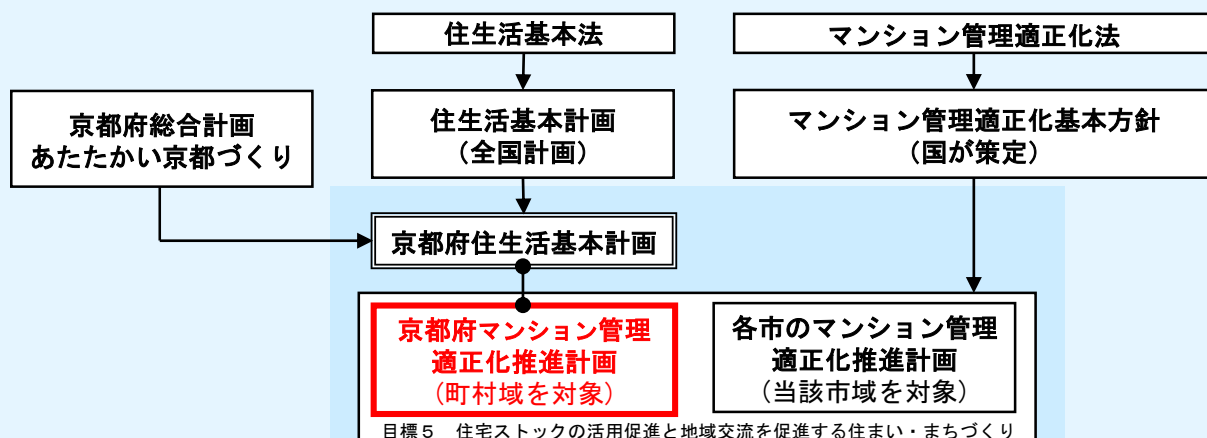 住生活基本法
マンション管理適正化法
京都府総合計画
あたたかい京都づくり
住生活基本計画
(全国計画)
マンション管理適正化基本方針
(国が策定)
京都府住生活基本計画
京都府マンション管理
適正化推進計画
(町村域を対象)
各市のマンション管理
適正化推進計画
(当該市域を対象)
目標5 住宅ストックの活用促進と地域交流を促進する住まい・まちづくり